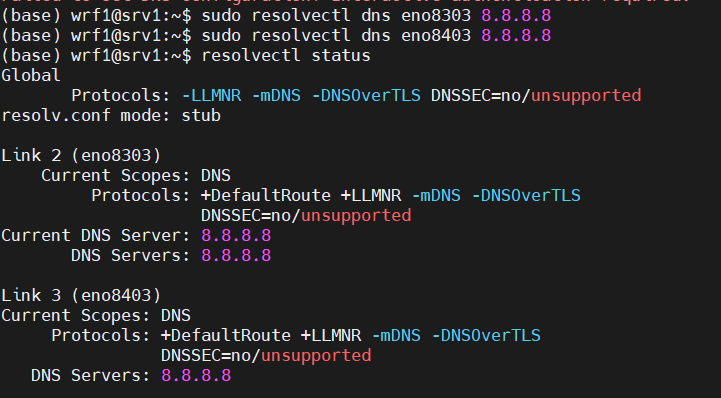 (base) wrf1@srv1:~$ sudo resolvectl dns eno8303 8.8.8.8
(base) wrf1@srv1:~$ sudo resolvectl dns eno8403 8.8.8.8
(base) wrf1@srv1:~$ resolvectl status
Global
Protocols: -LLMNR -mDNS -DNSOverTLS DNSSEC=no/unsupported
resolv.conf mode: stub
Link 2 (eno8303)
Current Scopes: DNS
Protocols: +DefaultRoute +LLMNR -mDNS -DNSOverTLS
DNSSEC=no/unsupported
Current DNS Server: 8.8.8.8
DNS Servers: 8.8.8.8
Link 3 (eno8403)
Current Scopes: DNS
Protocols: +DefaultRoute +LLMNR -mDNS -DNSOverTLS
DNSSEC=no/unsupported
DNS Servers: 8.8.8.8